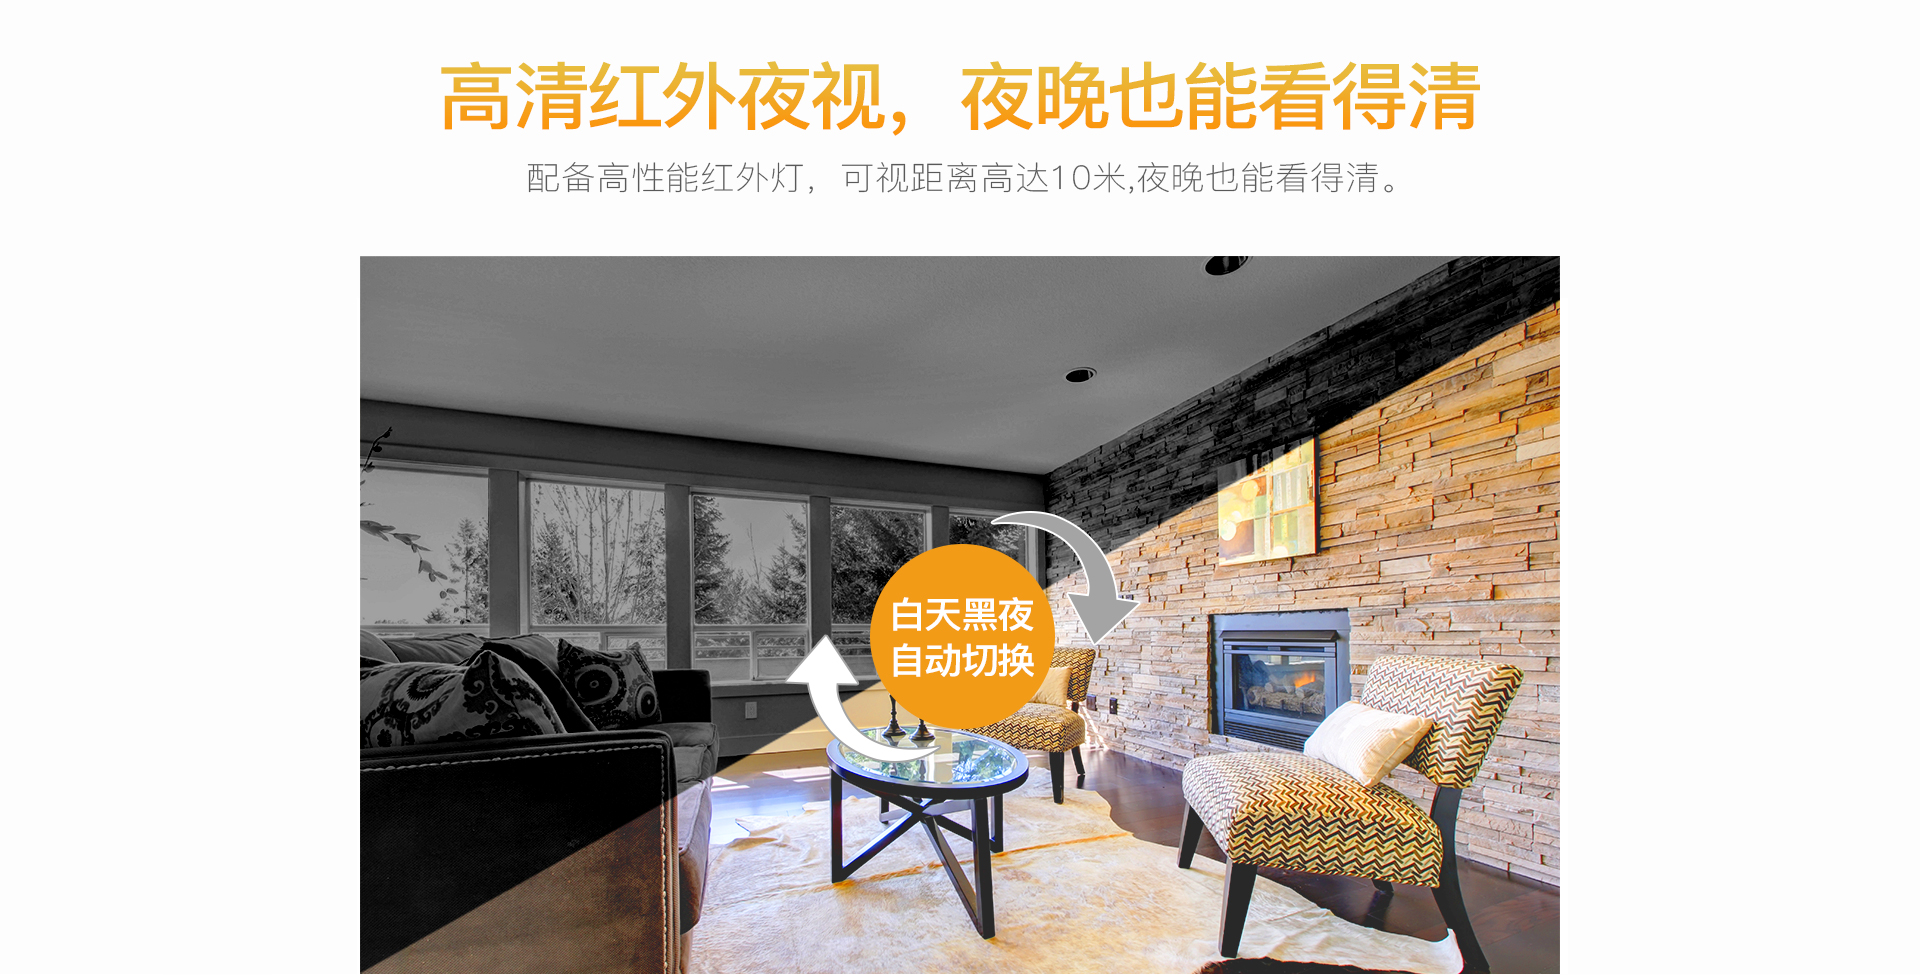 高清红外夜视，夜晚也能看得清
配备高性能红外灯，可视距离高达10米,夜晚也能看得清。
白天黑夜
自动切换